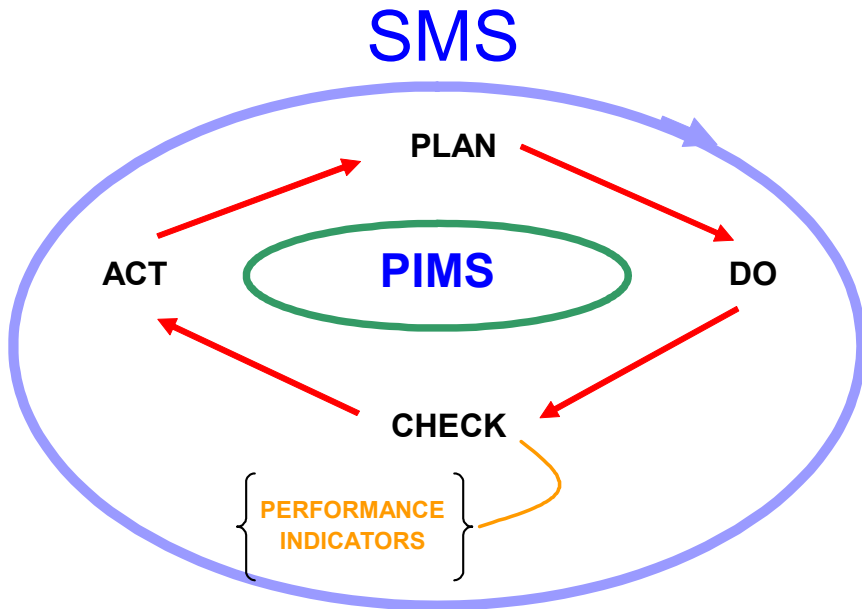 SMS
PLAN
ACT
PIMS
DO
CHECK
PERFORMANCE
INDICATORS